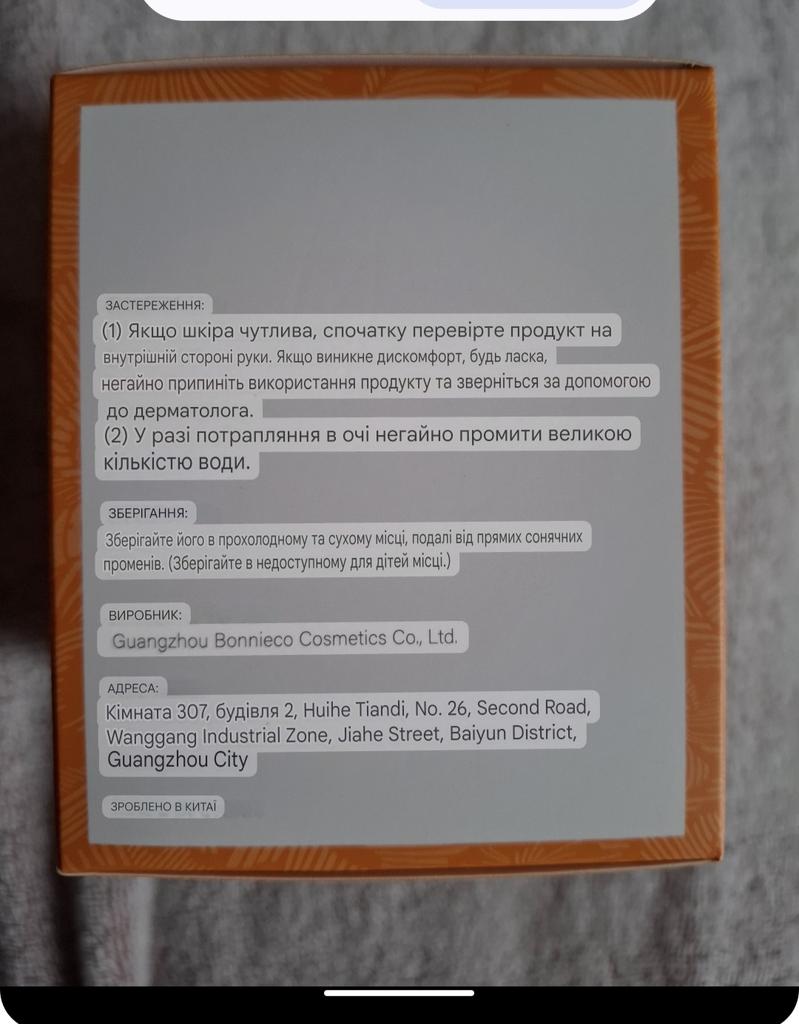 ЗАСТЕРЕЖЕННЯ:
(1) Якщо шкіра чутлива, спочатку перевірте продукт на
внутрішній стороні руки. Якщо виникне дискомфорт, будь ласка,
негайно припиніть використання продукту та зверніться за допомогою
до дерматолога.
(2) У разі потрапляння в очі негайно промити великою
кількістю води.
ЗБЕРІГАННЯ:
Зберігайте його в прохолодному та сухому місці, подалі від прямих сонячних
променів. (Зберігайте в недоступному для дітей місці.)
ВИРОБНИК:
Guangzhou Bonnieco Cosmetics Co., Ltd.
АДРЕСА:
Кімната 307, будівля 2, Huihe Tiandi, No. 26, Second Road,
Wanggang Industrial Zone, Jiahe Street, Baiyun District,
Guangzhou City
ЗРОБЛЕНО В КИТАЇ